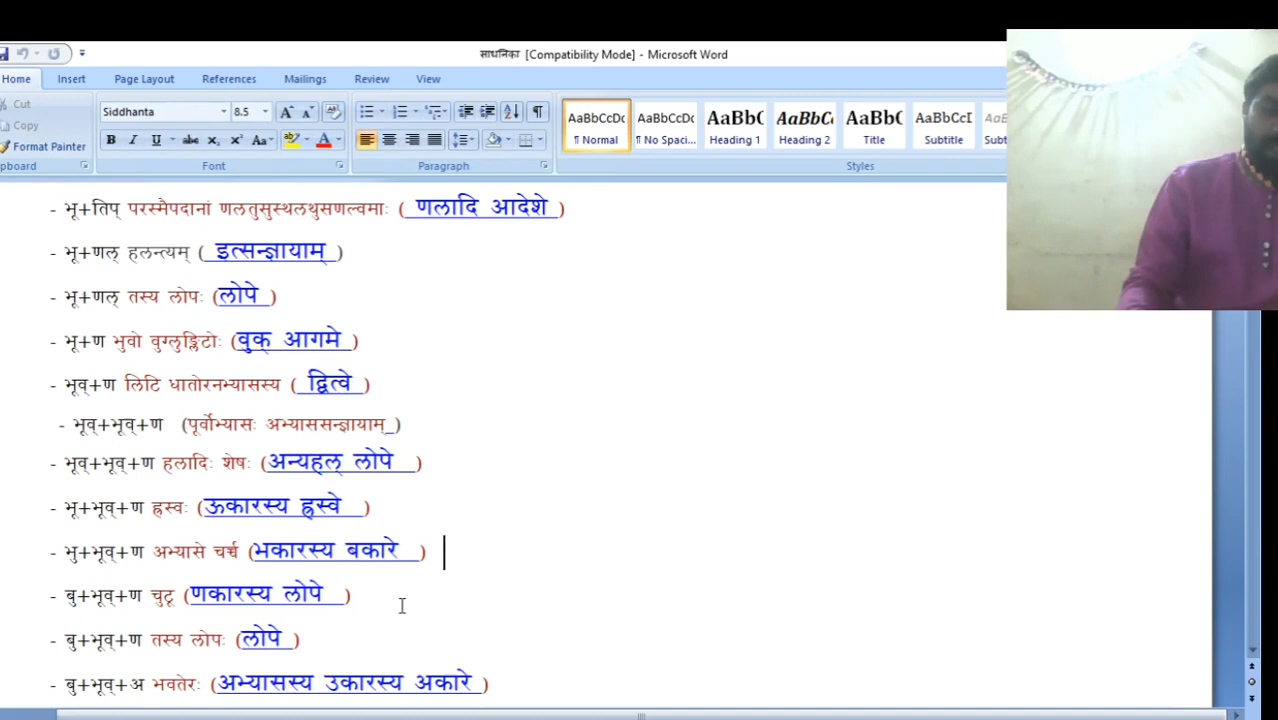 साधनिका [Compatibility Mode] - Microsoft Word
Home Insert Page Layout References Mailings Review View
Cut
Copy
Format Painter
pboard
Siddhanta 8.5
Font
Paragraph
AaBbCcDc AaBbCcDc AaBbC AaBbCc AaBbC AaBbCcI
¶ Normal ¶ No Spaci... Heading 1 Heading 2 Title Subtitle
Styles
- भू+तिप् परस्मैपदानां णलतुसुस्थलथुसणल्वमाः ( णलादि आदेशे )
- भू+णल् हलन्त्यम् ( इत्सन्ज्ञायाम् )
- भू+णल् तस्य लोपः (लोपे )
- भू+ण भुवो वुग्लुङ्लिटोः (वुक् आगमे )
- भूव्+ण लिटि धातोरनभ्यासस्य ( द्वित्वे )
- भूव्+भूव्+ण (पूर्वोभ्यासः अभ्याससन्ज्ञायाम् )
- भूव्+भूव्+ण हलादिः शेषः (अन्यहल् लोपे )
- भू+भूव्+ण ह्रस्वः (ऊकारस्य ह्रस्वे )
- भु+भूव्+ण अभ्यासे चर्च्च (भकारस्य बकारे )
- बु+भूव्+ण चुटू (णकारस्य लोपे )
- बु+भूव्+ण तस्य लोपः (लोपे )
- बु+भूव्+अ भवतेरः (अभ्यासस्य उकारस्य अकारे )